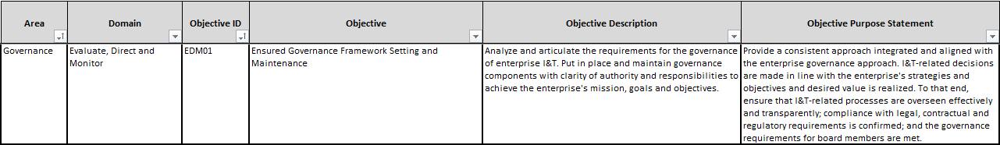 Area
Domain
Objective ID
Objective
Objective Description
Objective Purpose Statement
Governance
Evaluate, Direct and
Monitor
EDM01
Ensured Governance Framework Setting and
Maintenance
Analyze and articulate the requirements for the governance
of enterprise I&T. Put in place and maintain governance
components with clarity of authority and responsibilities to
achieve the enterprise's mission, goals and objectives.
Provide a consistent approach integrated and aligned with
the enterprise governance approach. I&T-related decisions
are made in line with the enterprise's strategies and
objectives and desired value is realized. To that end,
ensure that I&T-related processes are overseen effectively
and transparently; compliance with legal, contractual and
regulatory requirements is confirmed; and the governance
requirements for board members are met.